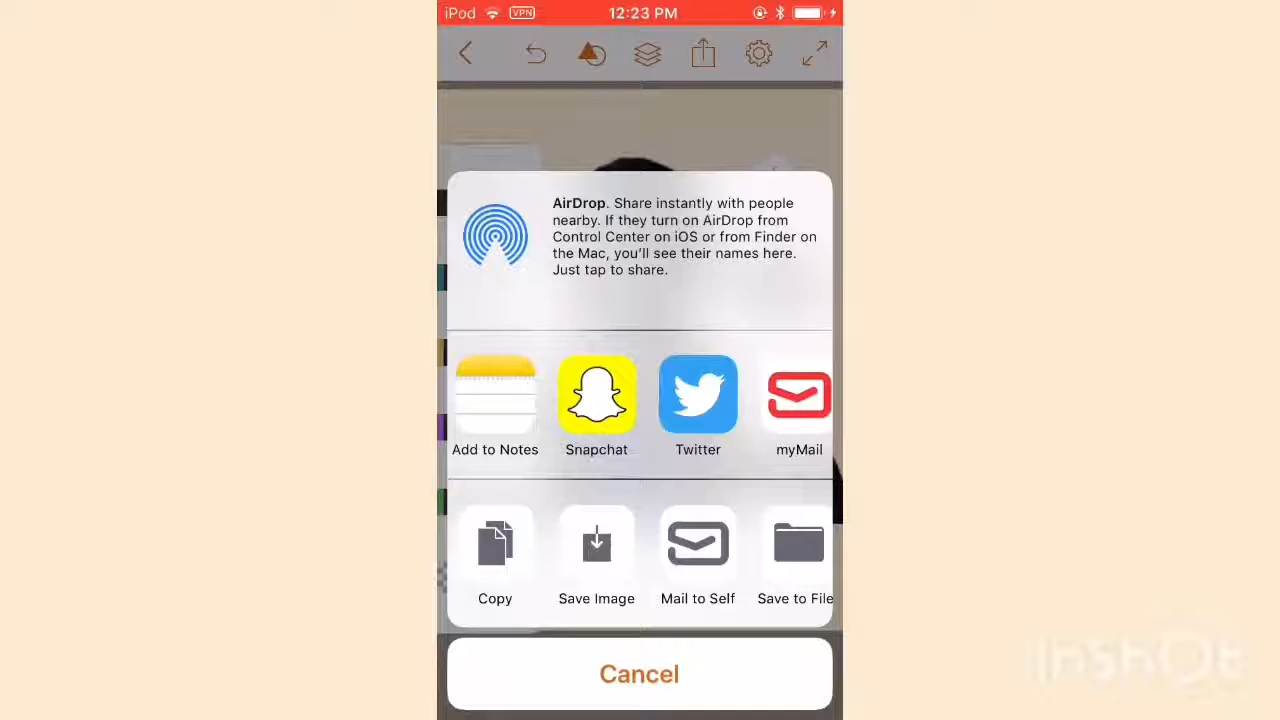 iPod VPN 12:23 PM
AirDrop. Share instantly with people
nearby. If they turn on AirDrop from
Control Center on iOS or from Finder on
the Mac, you'll see their names here.
Just tap to share.
Add to Notes Snapchat Twitter myMail
Copy Save Image Mail to Self Save to File
Cancel
InShOt